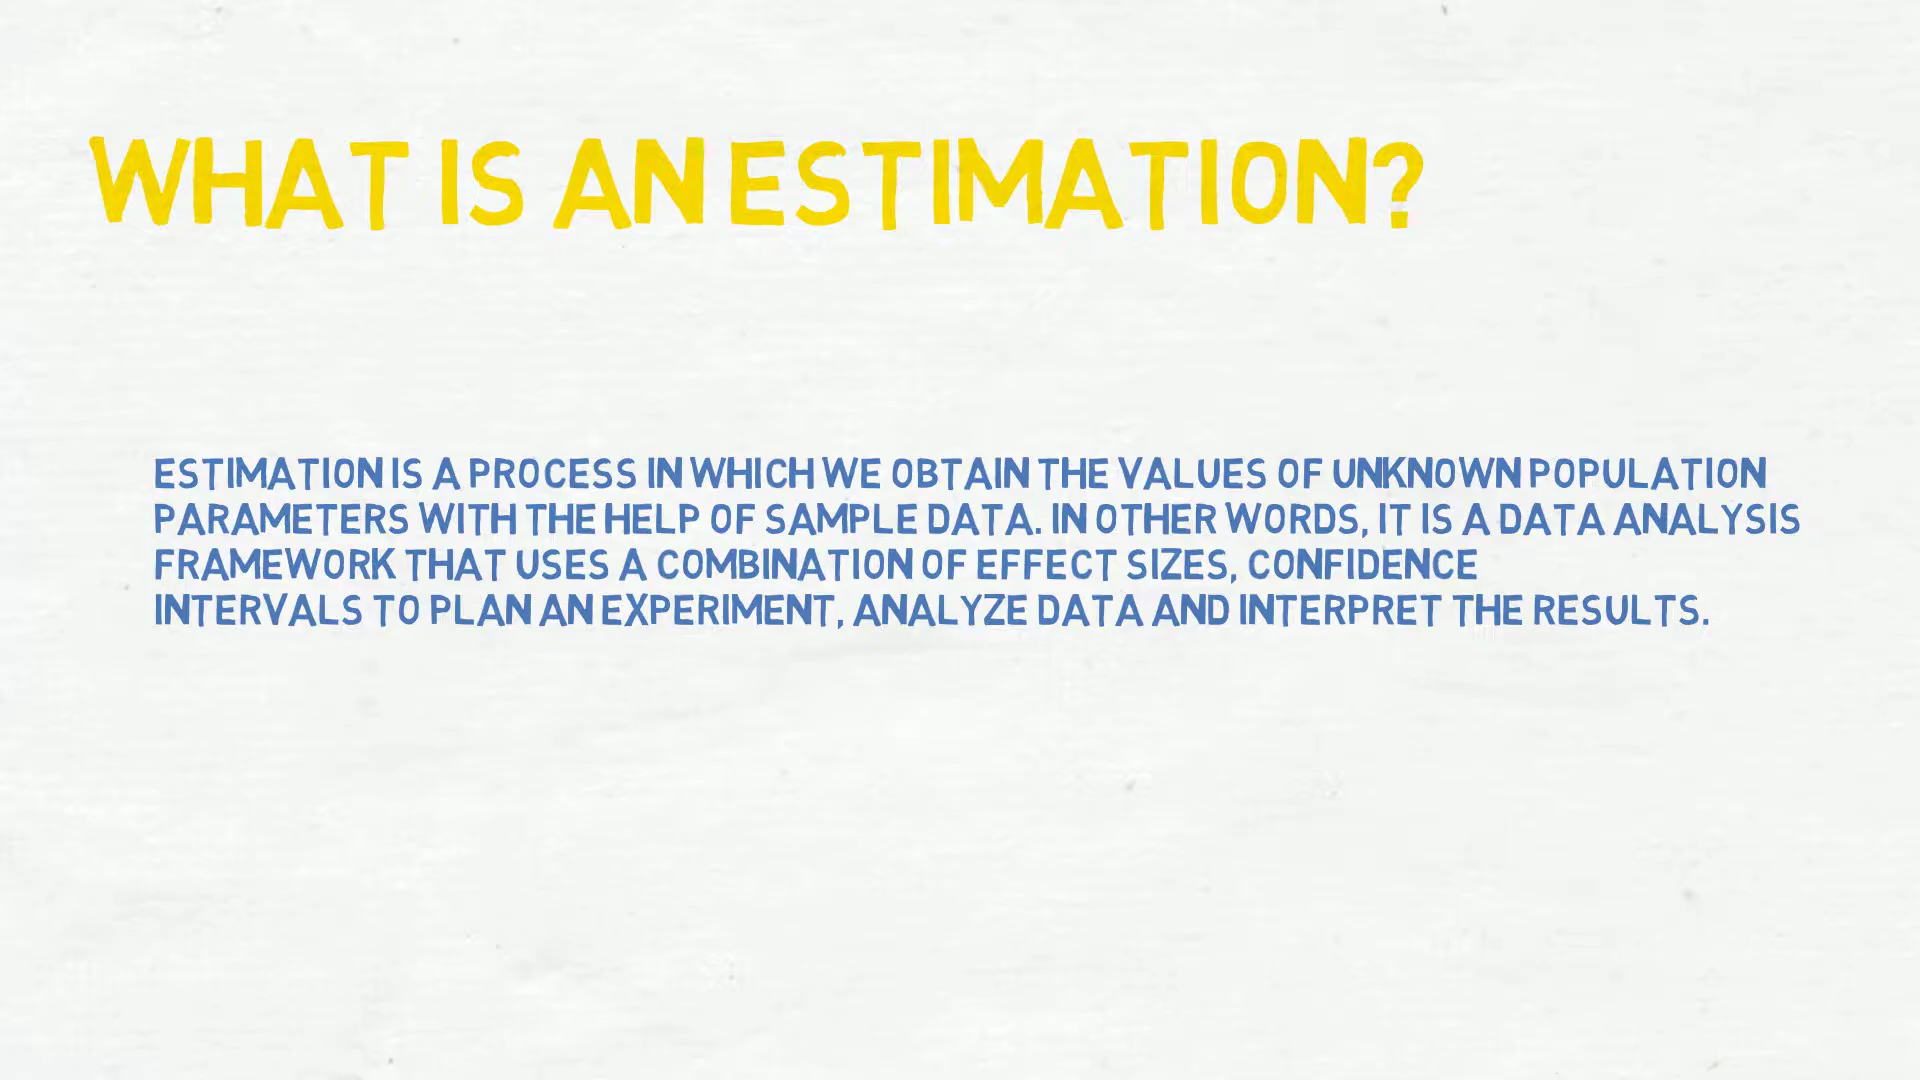 WHAT IS AN ESTIMATION?
ESTIMATION IS A PROCESS IN WHICH WE OBTAIN THE VALUES OF UNKNOWN POPULATION
PARAMETERS WITH THE HELP OF SAMPLE DATA. IN OTHER WORDS, IT IS A DATA ANALYSIS
FRAMEWORK THAT USES A COMBINATION OF EFFECT SIZES, CONFIDENCE
INTERVALS TO PLAN AN EXPERIMENT, ANALYZE DATA AND INTERPRET THE RESULTS.